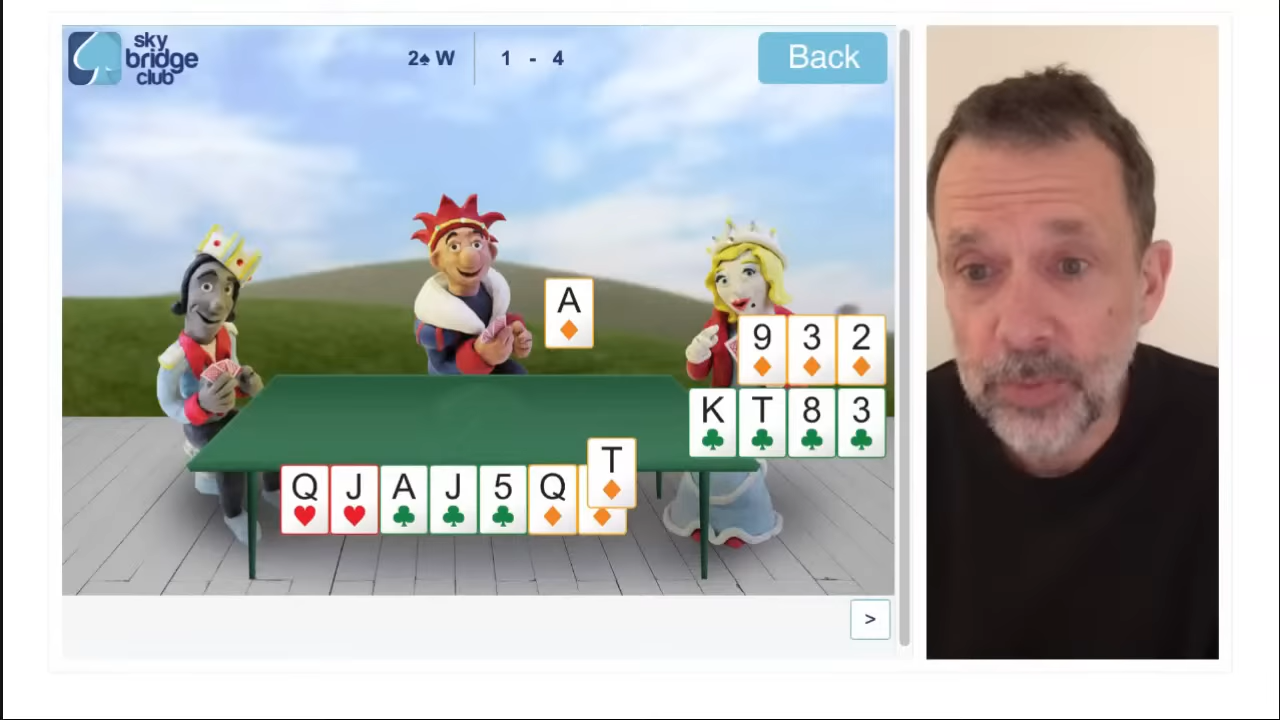 sky
bridge
club
2♠ W
1 - 4
Back
A
9 3 2
K T 8 3
T
Q J A J 5 Q
>